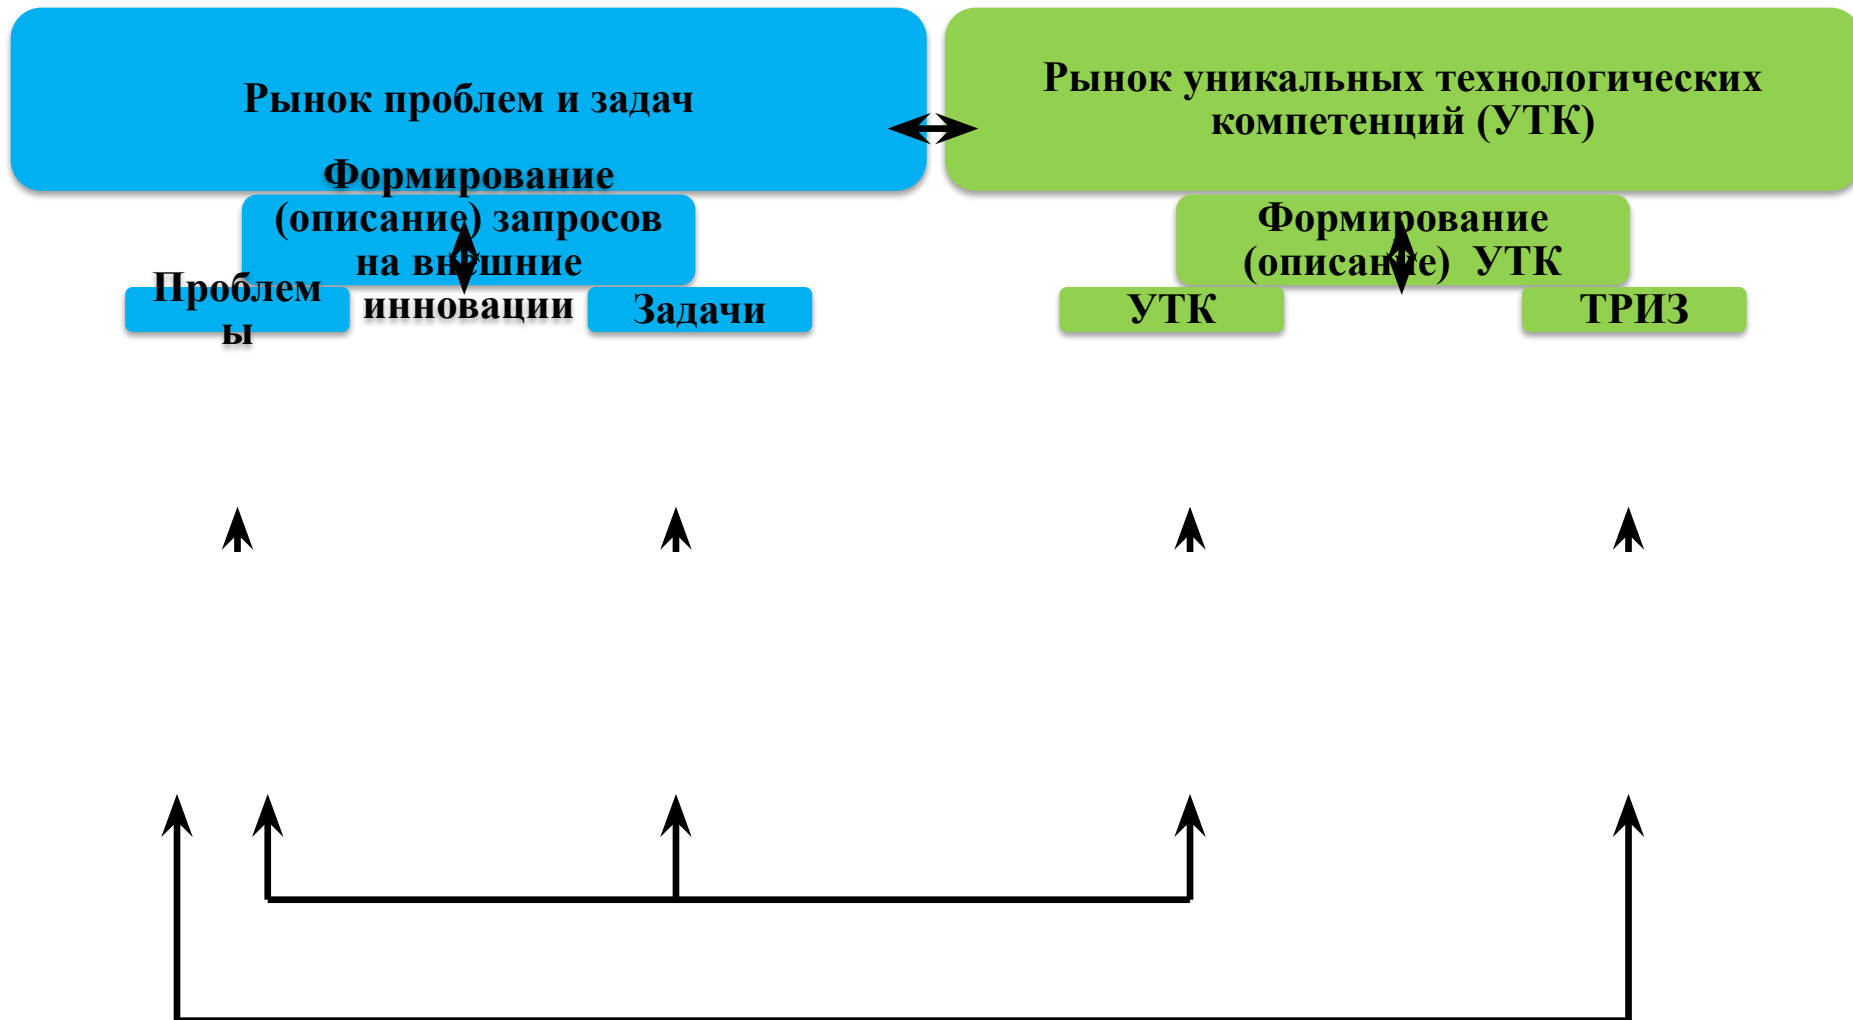 Рынок проблем и задач
Рынок уникальных технологических
компетенций (УТК)
Формирование
(описание) запросов
на внешние
инновации
Формирование
(описание) УТК
Проблем
ы
Задачи
УТК
ТРИЗ